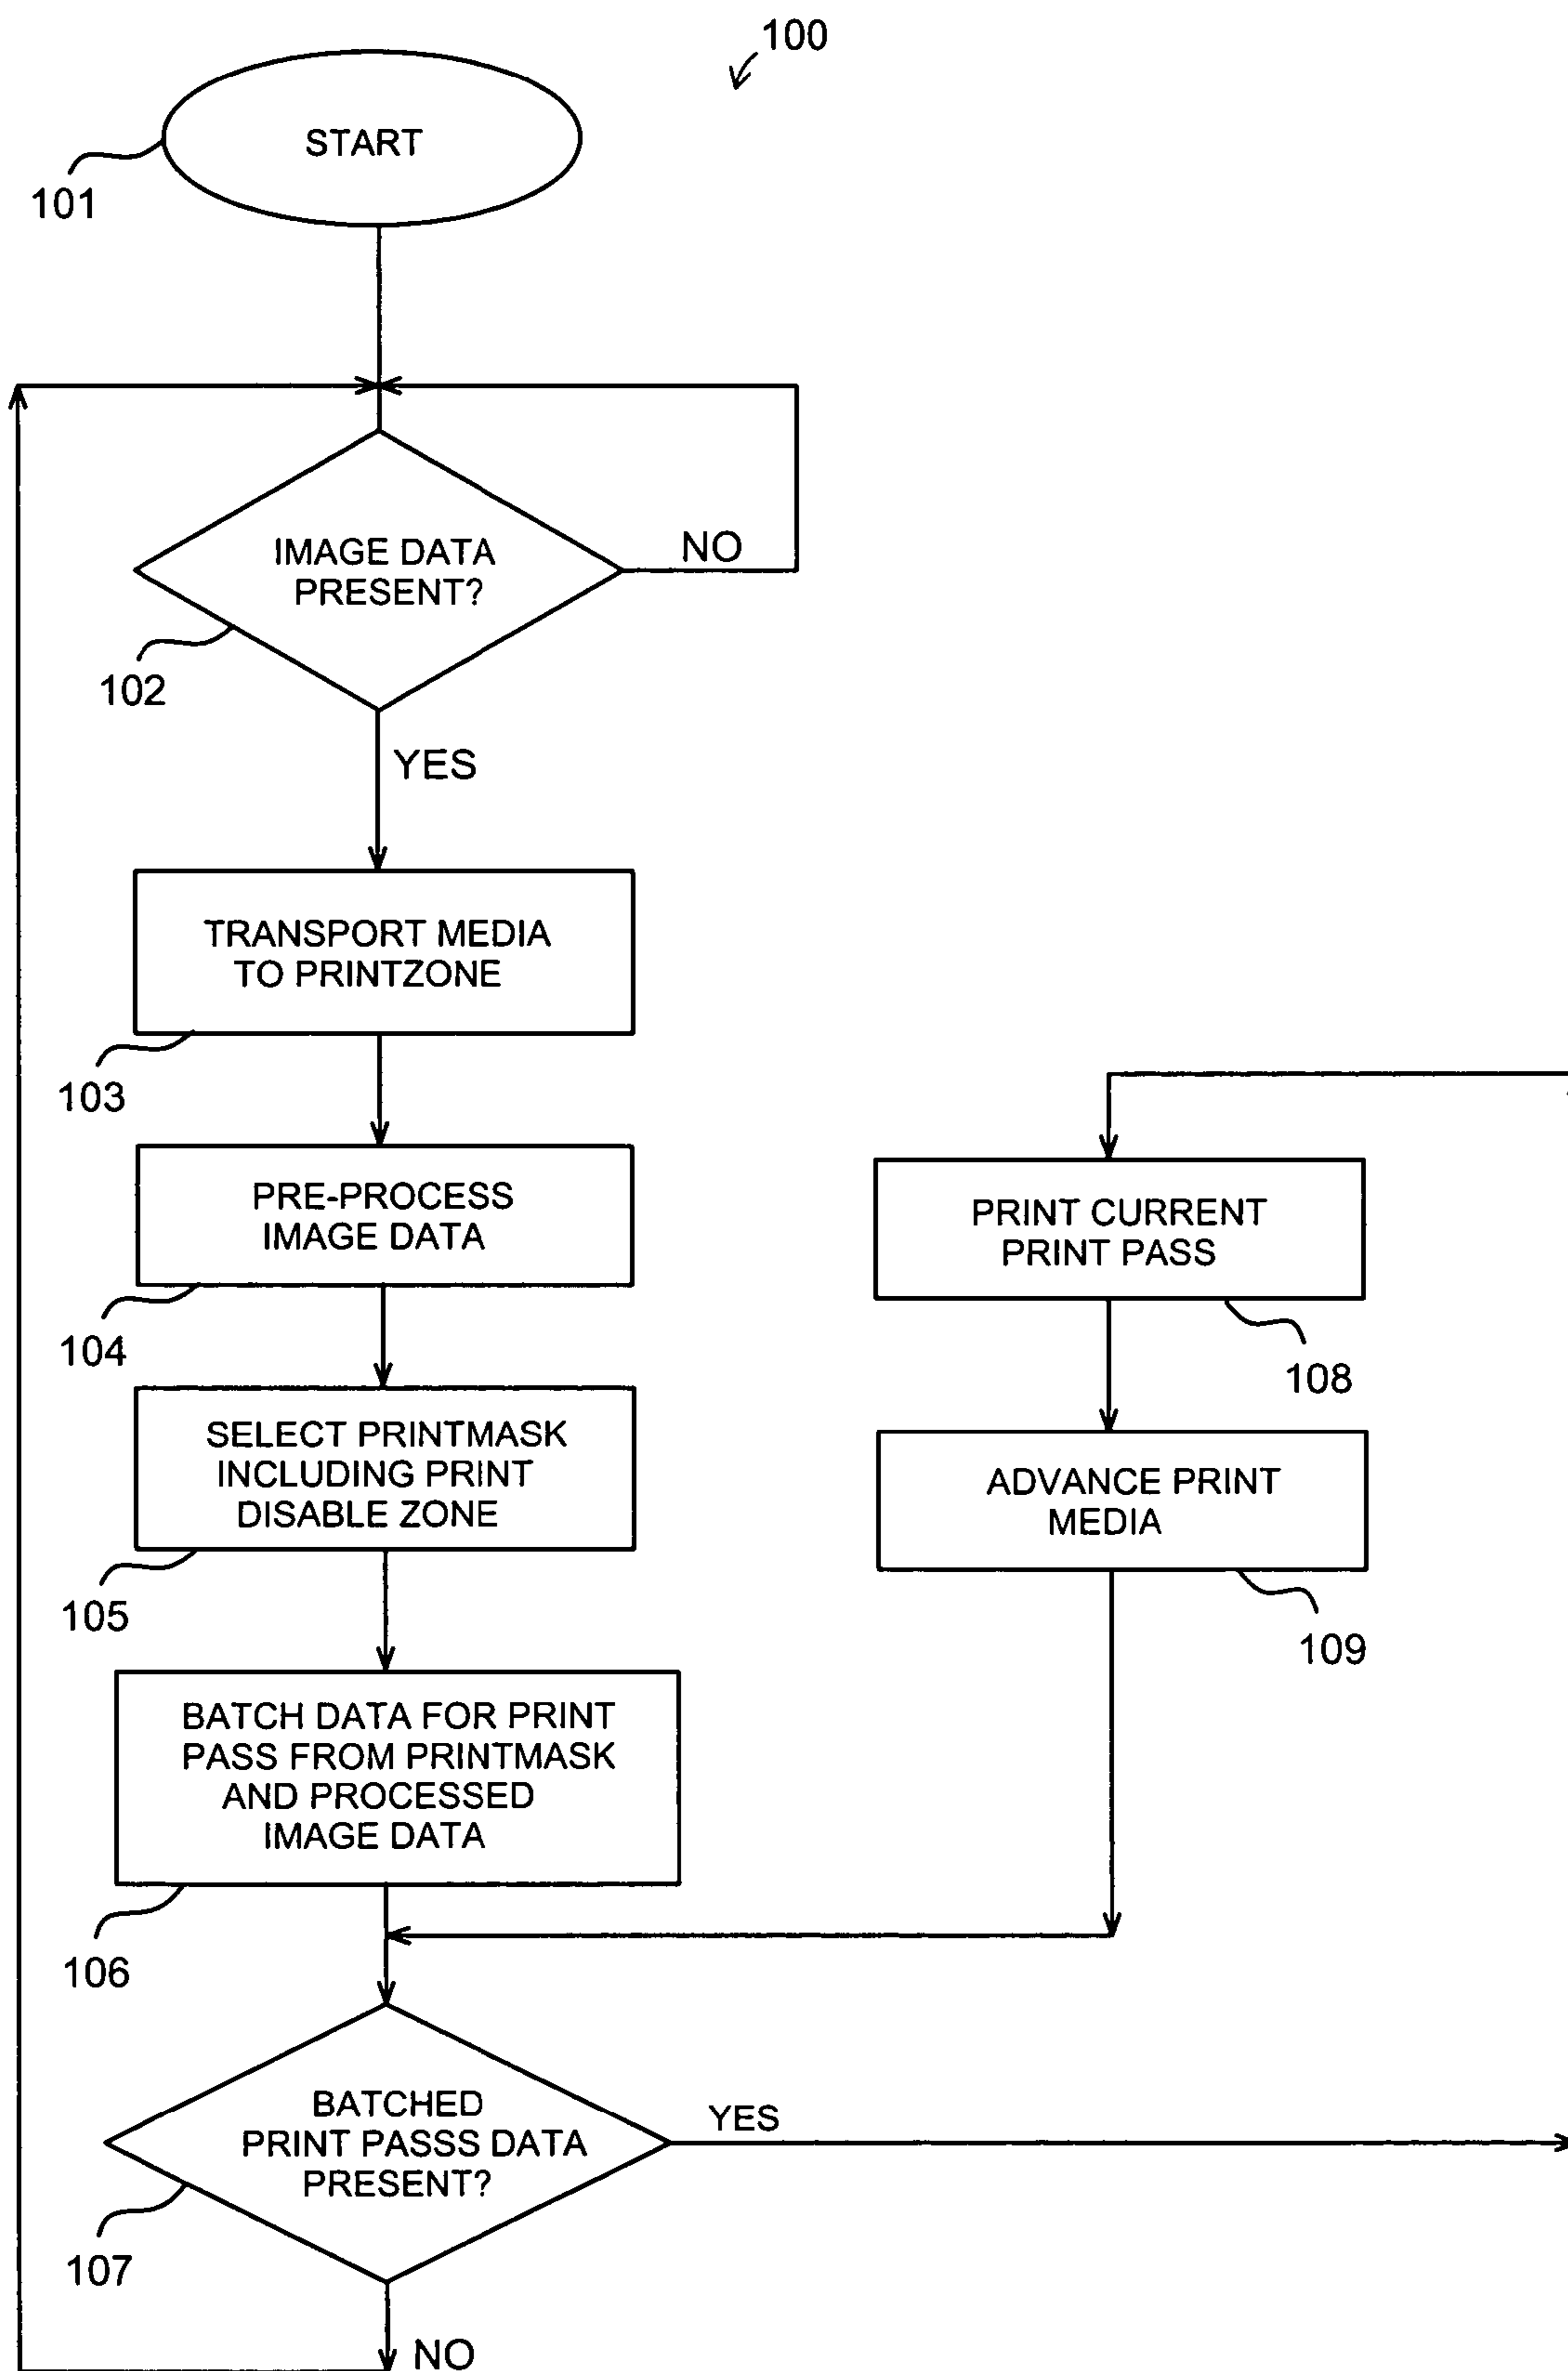 100
START
101
IMAGE DATA
PRESENT?
NO
102
YES
TRANSPORT MEDIA
TO PRINTZONE
103
PRE-PROCESS
IMAGE DATA
104
SELECT PRINTMASK
INCLUDING PRINT
DISABLE ZONE
105
BATCH DATA FOR PRINT
PASS FROM PRINTMASK
AND PROCESSED
IMAGE DATA
106
BATCHED
PRINT PASSS DATA
PRESENT?
YES
107
NO
PRINT CURRENT
PRINT PASS
108
ADVANCE PRINT
MEDIA
109